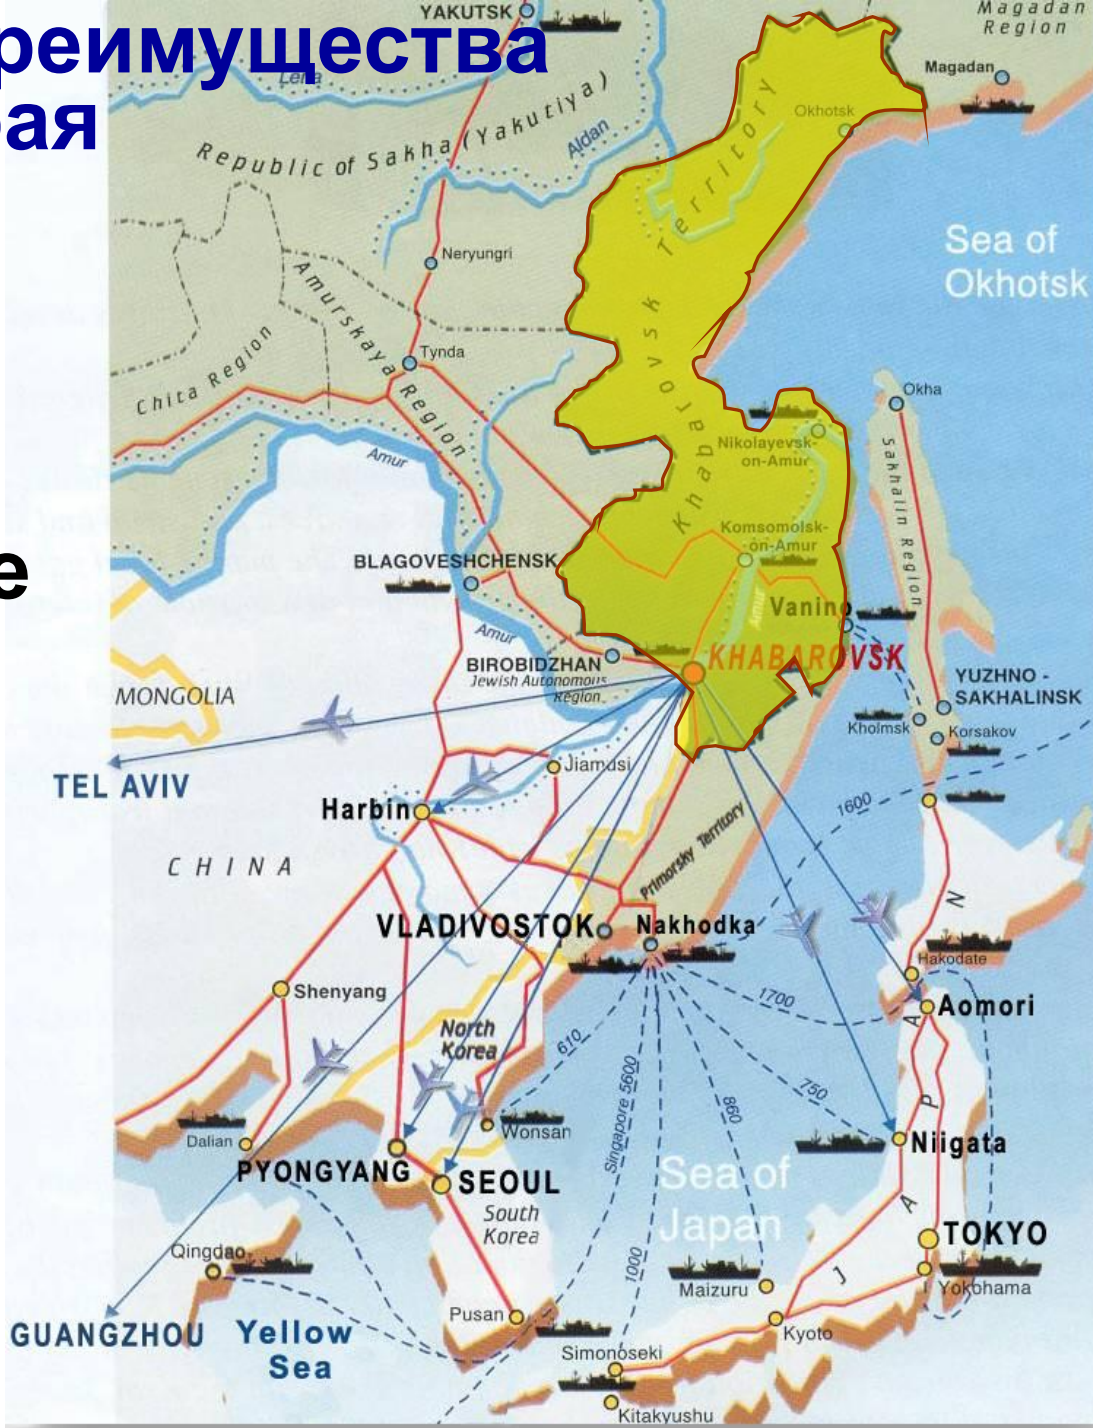 реимущества
рая
е
YAKUTSK
Magadan
Region
Magadan
Lena
Okhotsk
Republic of Sakha (Yakutiya)
Aldan
Khabarovsk Territory
Sea of
Okhotsk
Neryungri
Amurskaya Region
Tynda
Chita Region
Okha
Nikolayevsk-
on-Amur
Sakhalin Region
Amur
Komsomolsk-
-on-Amur
BLAGOVESHCHENSK
Amur
Vanino
Amur
BIROBIDZHAN
Jewish Autonomous
Region
KHABAROVSK
MONGOLIA
YUZHNO -
SAKHALINSK
Kholmsk
Korsakov
TEL AVIV
Jiamusi
Harbin
1600
CHINA
Primorsky Territory
VLADIVOSTOK
Nakhodka
Hakodate
Shenyang
1700
Aomori
North
Korea
610
Singapore 5600
860
750
Dalian
Wonsan
Niigata
PYONGYANG
SEOUL
South
Korea
Sea of
Japan
JAPAN
TOKYO
Qingdao
1000
Maizuru
Yokohama
Pusan
GUANGZHOU
Yellow
Sea
Kyoto
Simonoseki
Kitakyushu